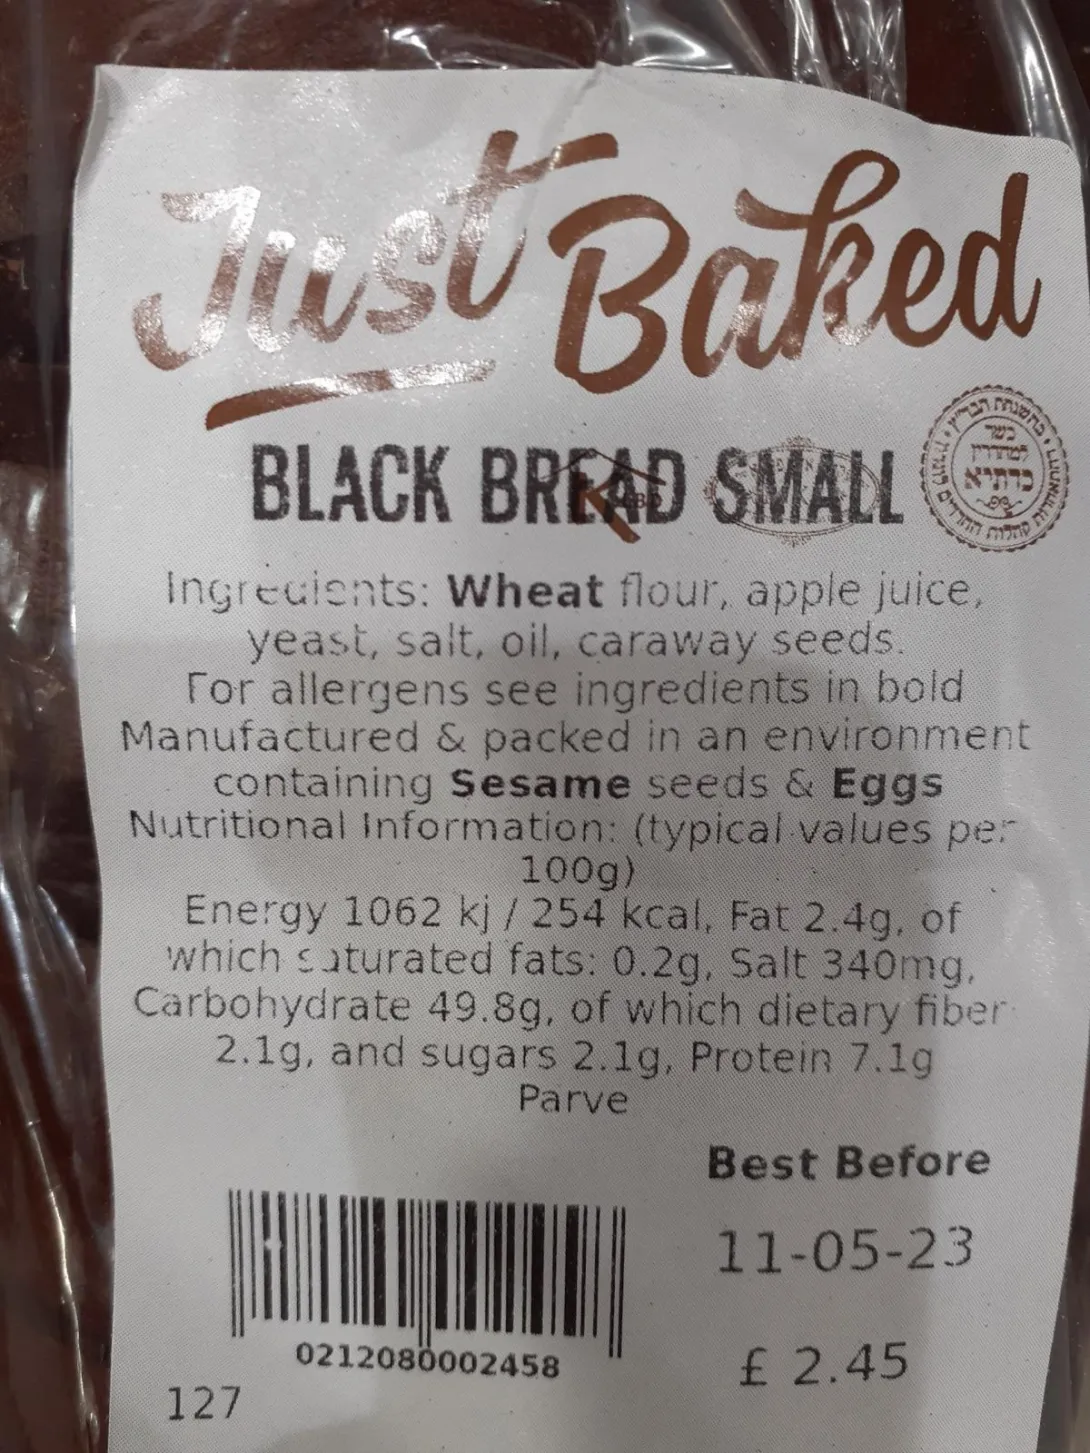 Just Baked
BLACK BREAD SMALL
כשר
למהדרין
כדתיא
Ingredients: Wheat flour, apple juice,
yeast, salt, oil, caraway seeds.
For allergens see ingredients in bold
Manufactured & packed in an environment
containing Sesame seeds & Eggs
Nutritional Information: (typical values per
100g)
Energy 1062 kj / 254 kcal, Fat 2.4g, of
which saturated fats: 0.2g, Salt 340mg,
Carbohydrate 49.8g, of which dietary fiber
2.1g, and sugars 2.1g, Protein 7.1g
Parve
Best Before
11-05-23
0212080002458
£ 2.45
127